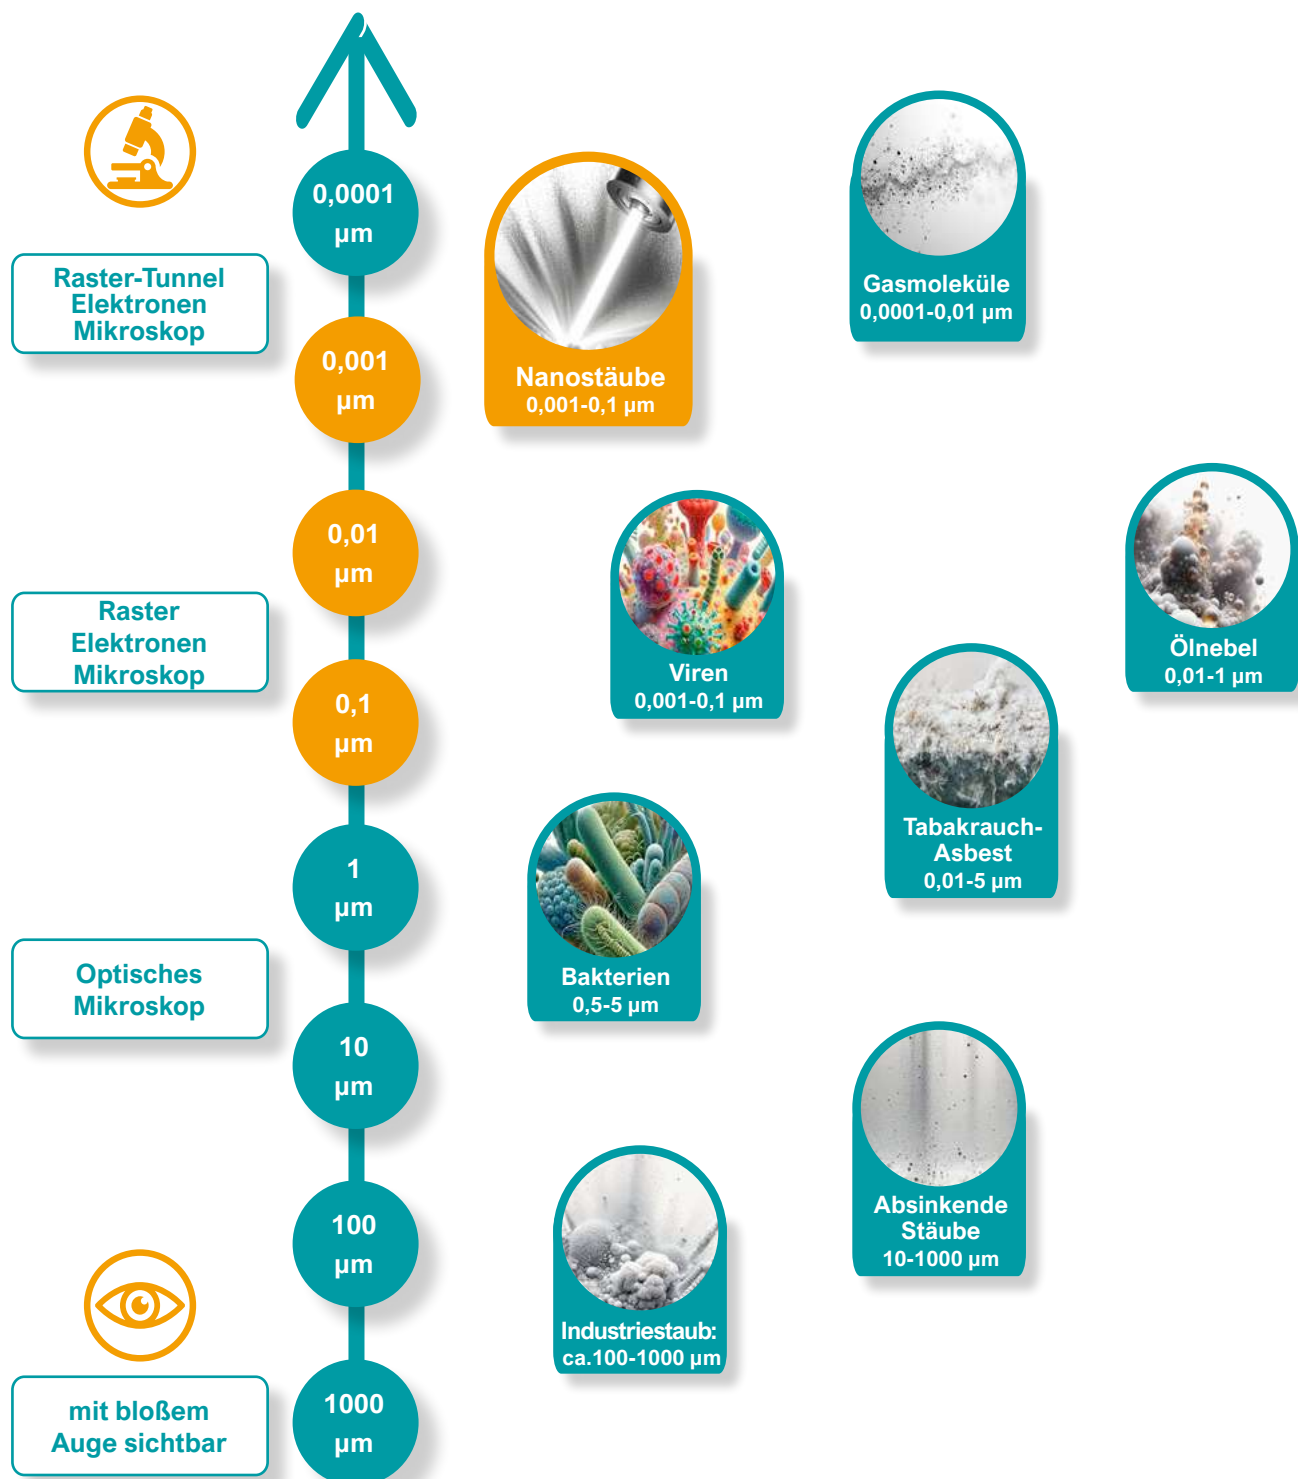 0,0001
µm
0,001
µm
0,01
µm
0,1
µm
1
µm
10
µm
100
µm
1000
µm
Raster-Tunnel
Elektronen
Mikroskop
Raster
Elektronen
Mikroskop
Optisches
Mikroskop
mit bloßem
Auge sichtbar
Nanostäube
0,001-0,1 µm
Gasmoleküle
0,0001-0,01 µm
Viren
0,001-0,1 µm
Ölnebel
0,01-1 µm
Tabakrauch-
Asbest
0,01-5 µm
Bakterien
0,5-5 µm
Absinkende
Stäube
10-1000 µm
Industriestaub:
ca.100-1000 µm